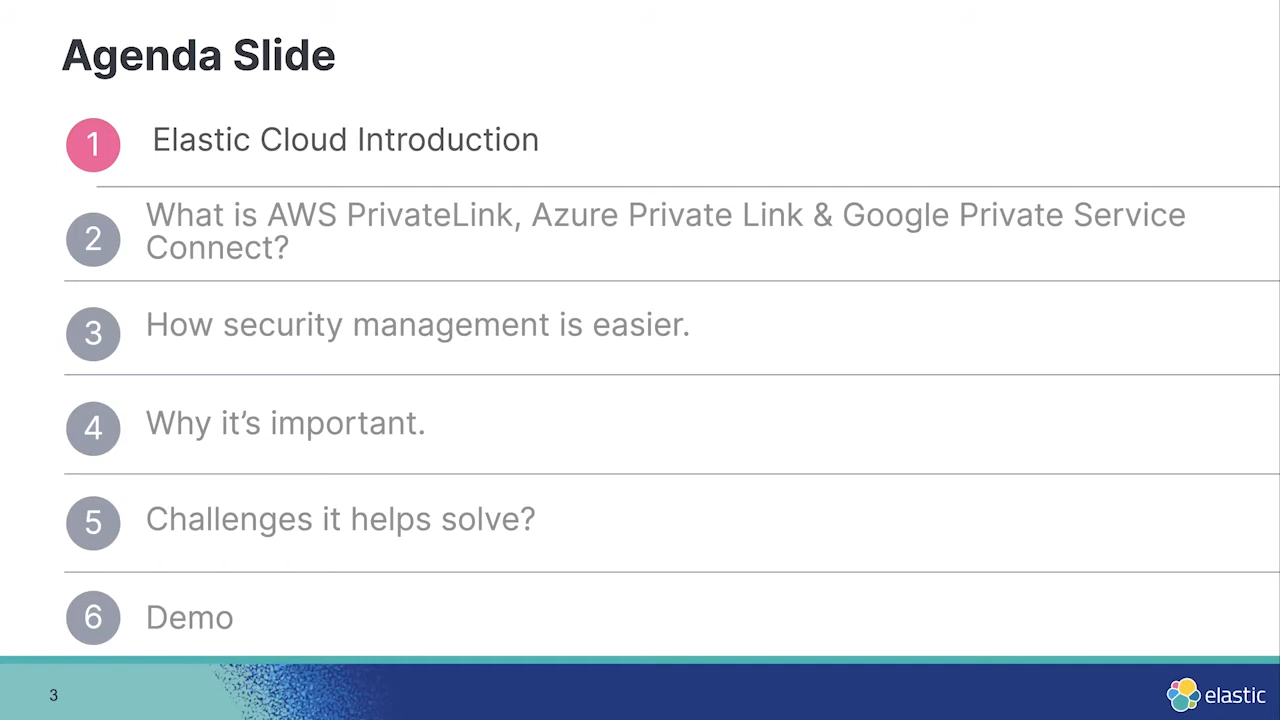 Agenda Slide
1 Elastic Cloud Introduction
2 What is AWS PrivateLink, Azure Private Link & Google Private Service
Connect?
3 How security management is easier.
4 Why it’s important.
5 Challenges it helps solve?
6 Demo
3
elastic